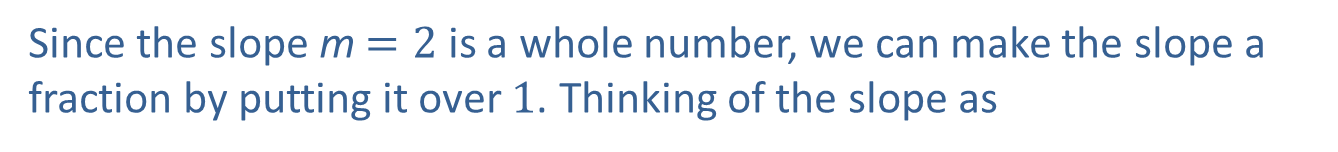 Since the slope m = 2 is a whole number, we can make the slope a
fraction by putting it over 1. Thinking of the slope as